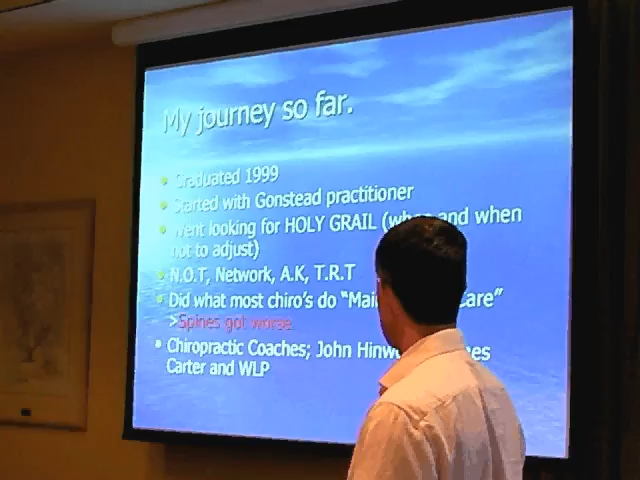 My journey so far.
Graduated 1999
Started with Gonstead practitioner
Went looking for HOLY GRAIL (when and when
not to adjust)
N.O.T, Network, A.K, T.R.T
Did what most chiro's do "Mai Care"
>Spines got worse
Chiropractic Coaches; John Hinw es
Carter and WLP